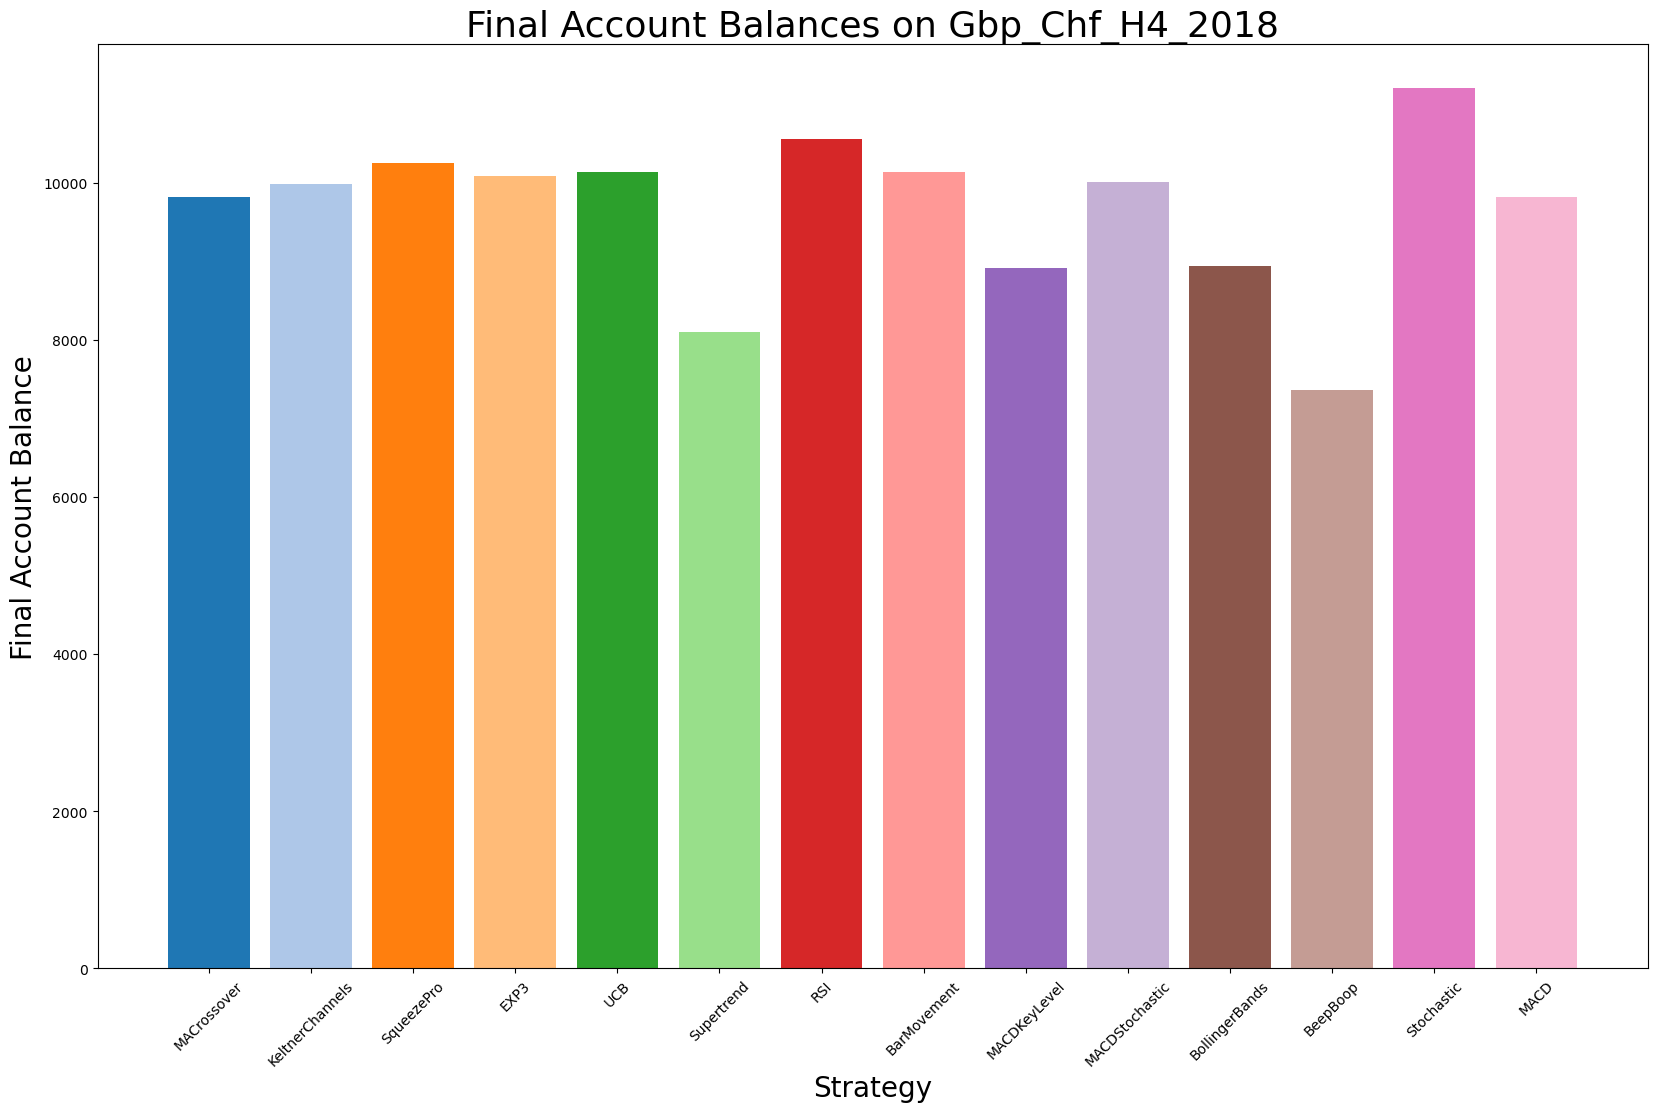 Final Account Balances on Gbp_Chf_H4_2018
Final Account Balance
10000
8000
6000
4000
2000
0
MACrossover
KeltnerChannels
SqueezePro
EXP3
UCB
Supertrend
RSI
BarMovement
MACDKeyLevel
MACDStochastic
BollingerBands
BeepBoop
Stochastic
MACD
Strategy